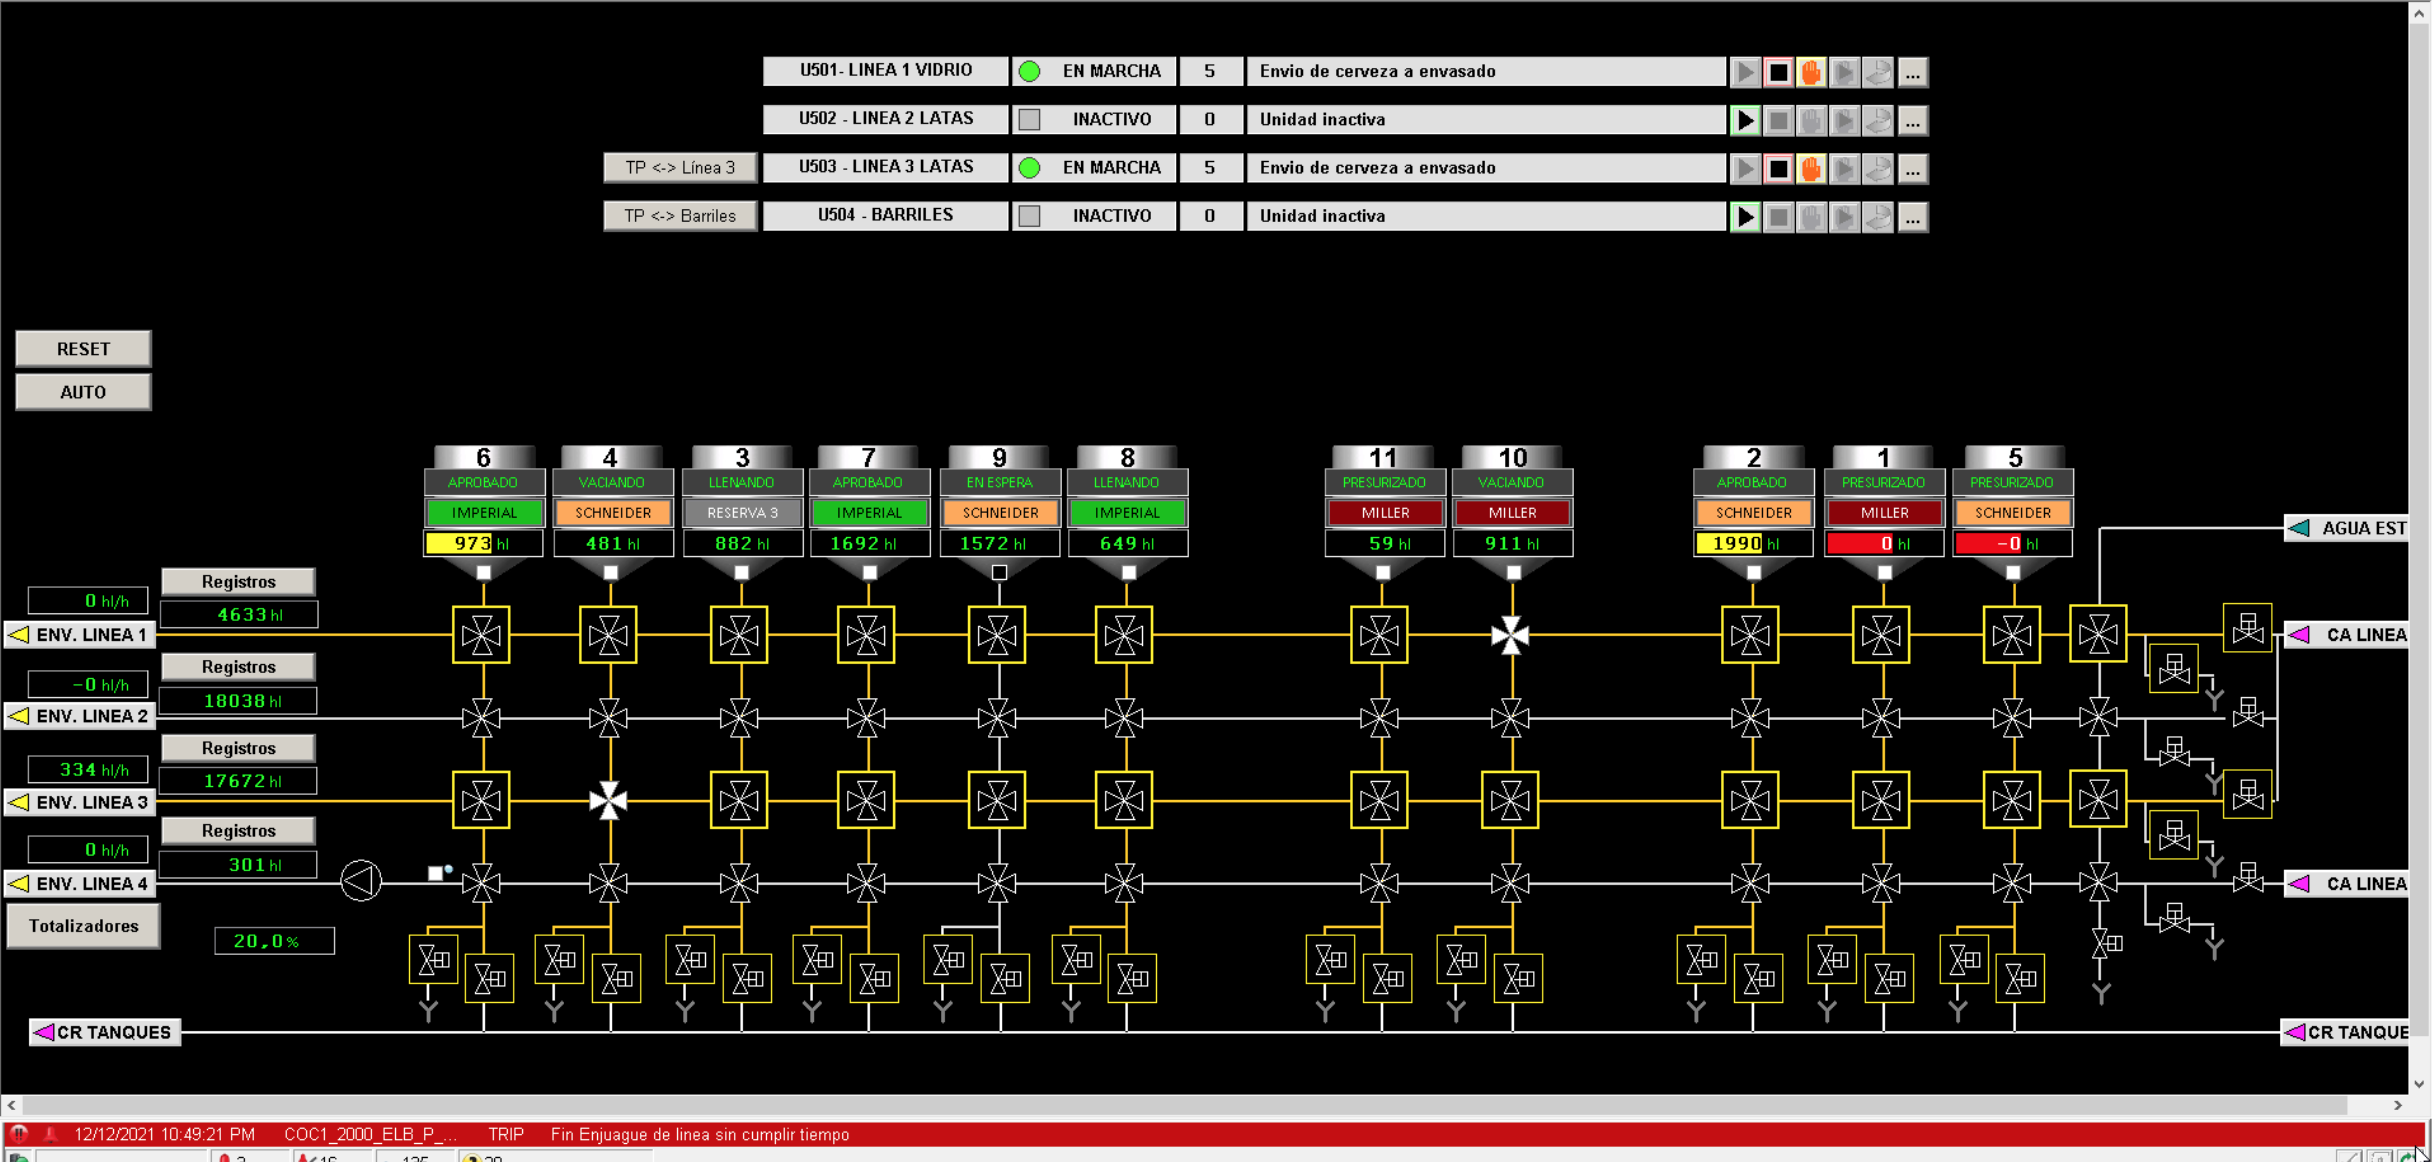 U501- LINEA 1 VIDRIO EN MARCHA 5 Envio de cerveza a envasado ...
U502 - LINEA 2 LATAS INACTIVO 0 Unidad inactiva ...
TP <-> Línea 3 U503 - LINEA 3 LATAS EN MARCHA 5 Envio de cerveza a envasado ...
TP <-> Barriles U504 - BARRILES INACTIVO 0 Unidad inactiva ...
RESET
AUTO
6 4 3 7 9 8 11 10 2 1 5
APROBADO VACIANDO LLENANDO APROBADO EN ESPERA LLENANDO PRESURIZADO VACIANDO APROBADO PRESURIZADO PRESURIZADO
IMPERIAL SCHNEIDER RESERVA 3 IMPERIAL SCHNEIDER IMPERIAL MILLER MILLER SCHNEIDER MILLER SCHNEIDER
973 hl 481 hl 882 hl 1692 hl 1572 hl 649 hl 59 hl 911 hl 1990 hl 0 hl -0 hl
AGUA EST
Registros
0 hl/h 4633 hl
ENV. LINEA 1 CA LINEA
Registros
-0 hl/h 18038 hl
ENV. LINEA 2
Registros
334 hl/h 17672 hl
ENV. LINEA 3
Registros
0 hl/h 301 hl
ENV. LINEA 4 CA LINEA
Totalizadores
20,0%
CR TANQUES CR TANQUE
12/12/2021 10:49:21 PM COC1_2000_ELB_P_... TRIP Fin Enjuague de linea sin cumplir tiempo